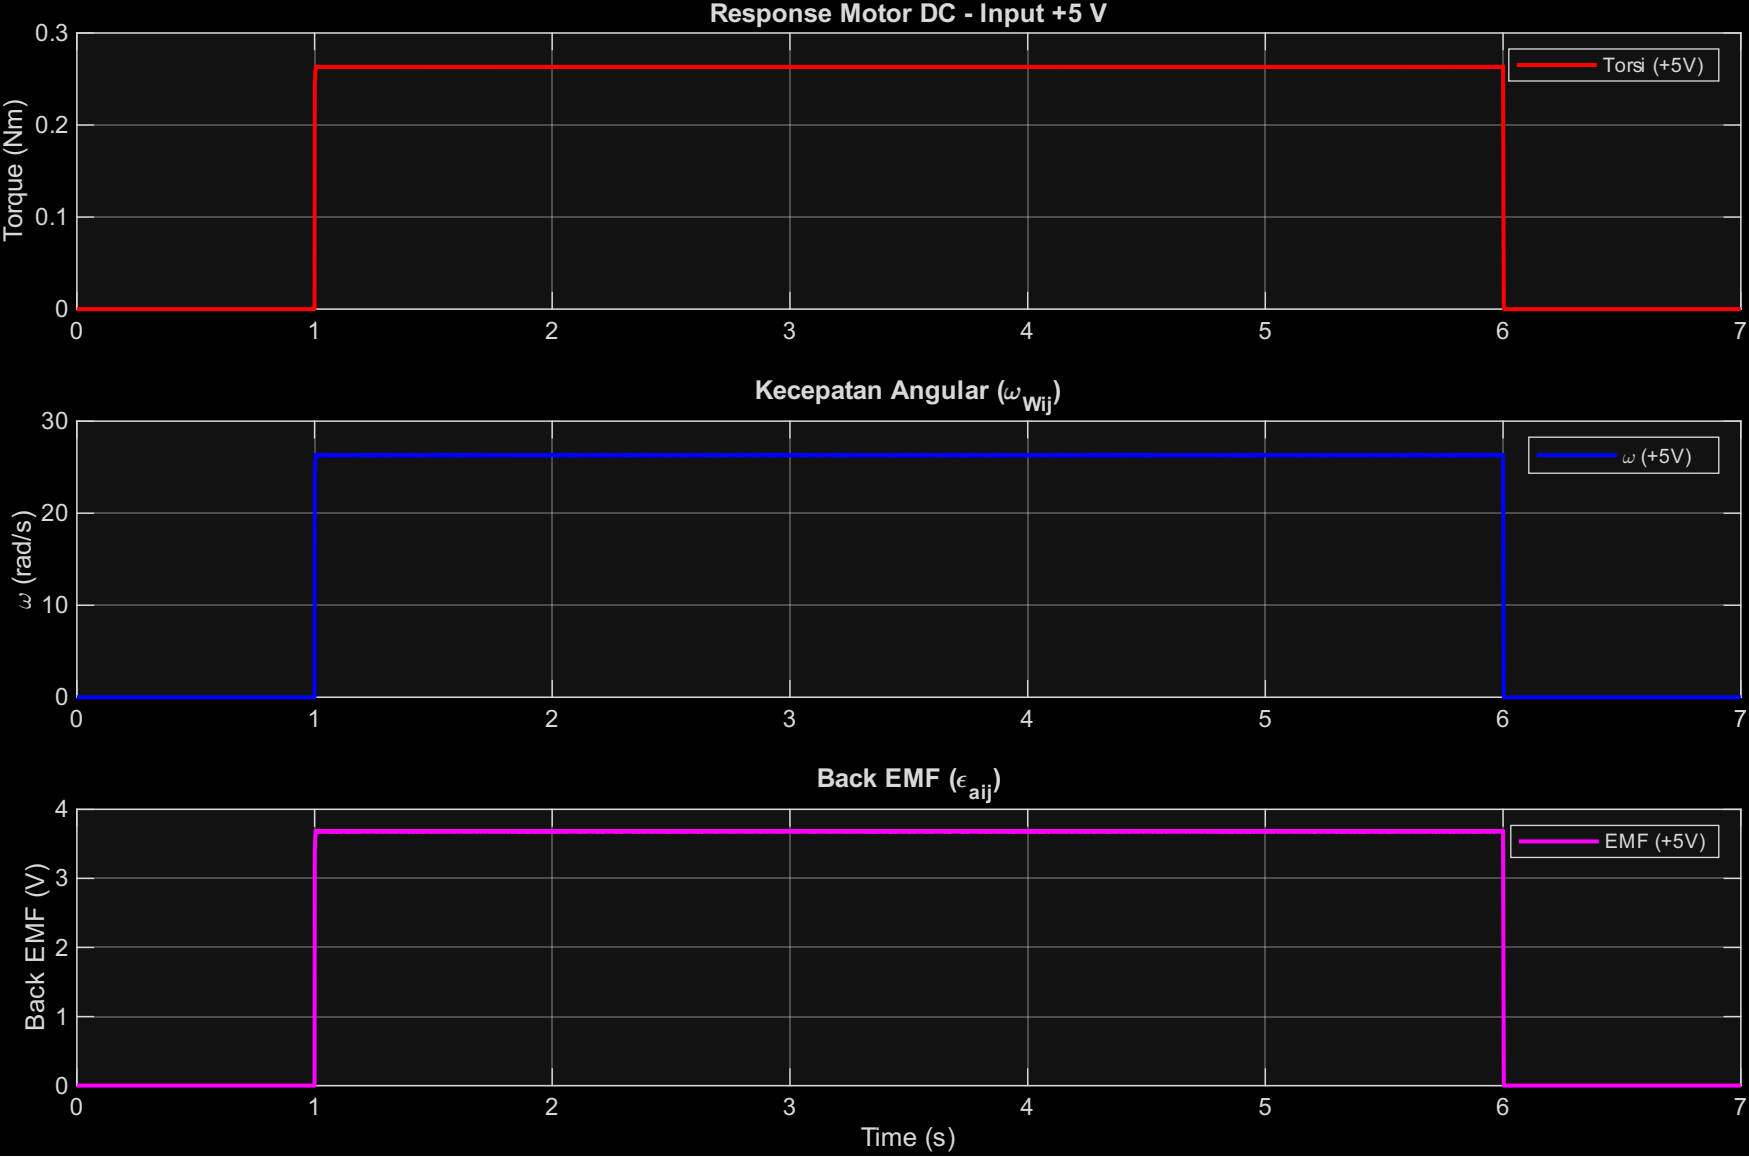 Response Motor DC - Input +5 V
Torque (Nm)
0.3
0.2
0.1
0
Torsi (+5V)
0 1 2 3 4 5 6 7
Kecepatan Angular (ω_Wij)
ω (rad/s)
30
20
10
0
ω (+5V)
0 1 2 3 4 5 6 7
Back EMF (ϵ_aij)
Back EMF (V)
4
3
2
1
0
EMF (+5V)
0 1 2 3 4 5 6 7
Time (s)